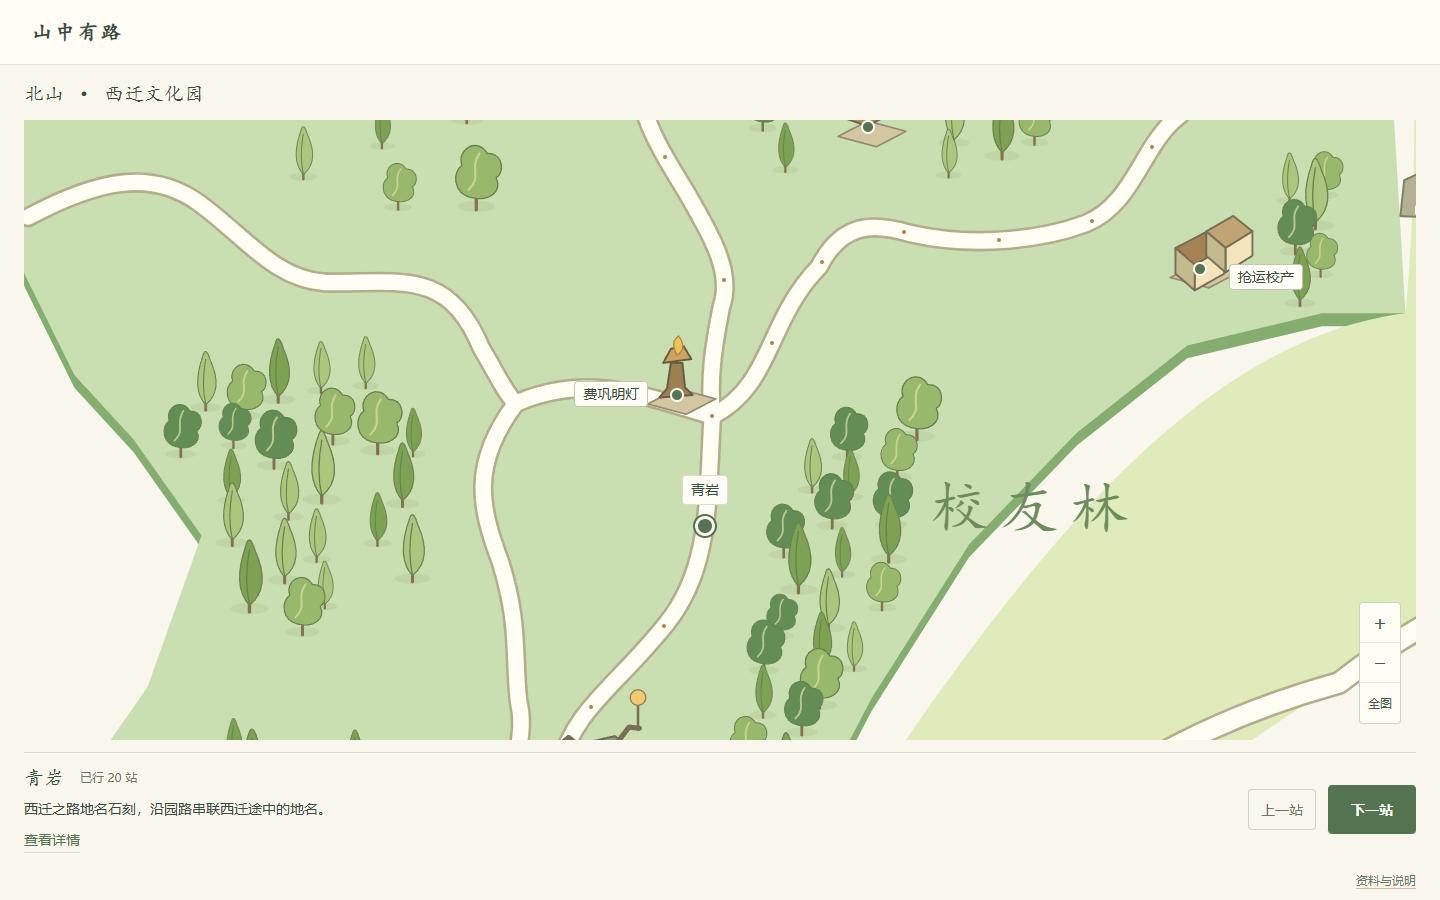 山中有路
北山 • 西迁文化园
抢运校产
费巩明灯
青岩
校友林
+
−
全图
青岩 已行 20 站
西迁之路地名石刻，沿园路串联西迁途中的地名。
查看详情
上一站
下一站
资料与说明